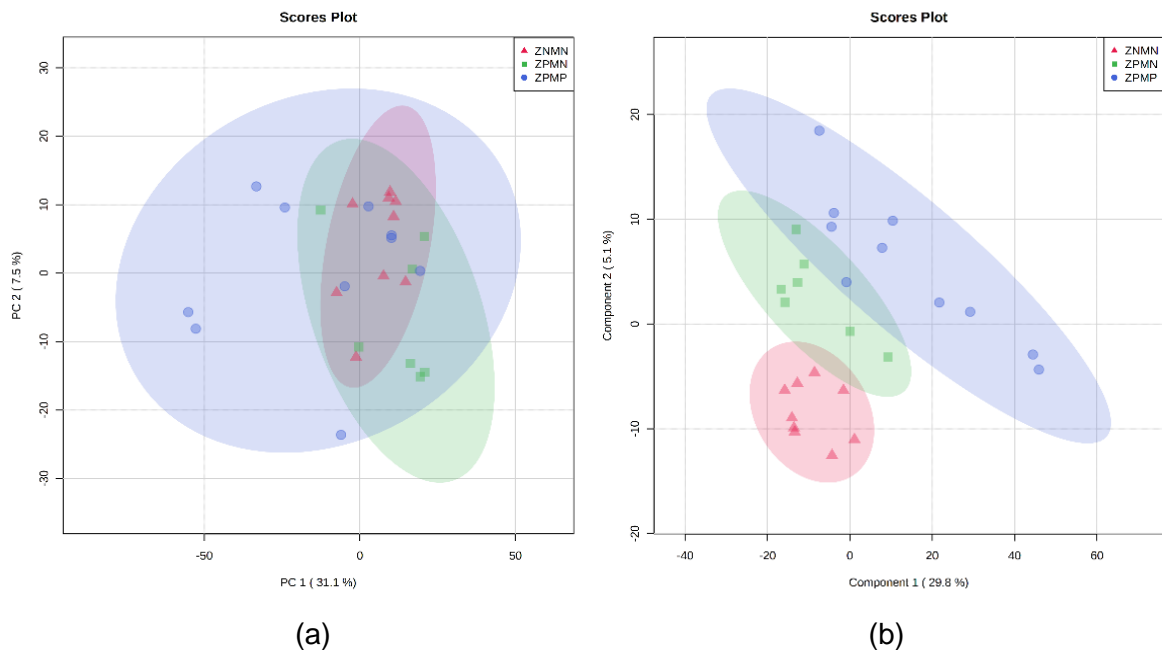 Scores Plot
ZNMN
ZPMN
ZPMP
30
20
10
0
-10
-20
-30
PC 2 ( 7.5 %)
-50
0
50
PC 1 ( 31.1 %)
(a)
Scores Plot
ZNMN
ZPMN
ZPMP
20
10
0
-10
-20
Component 2 ( 5.1 %)
-40
-20
0
20
40
60
Component 1 ( 29.8 %)
(b)